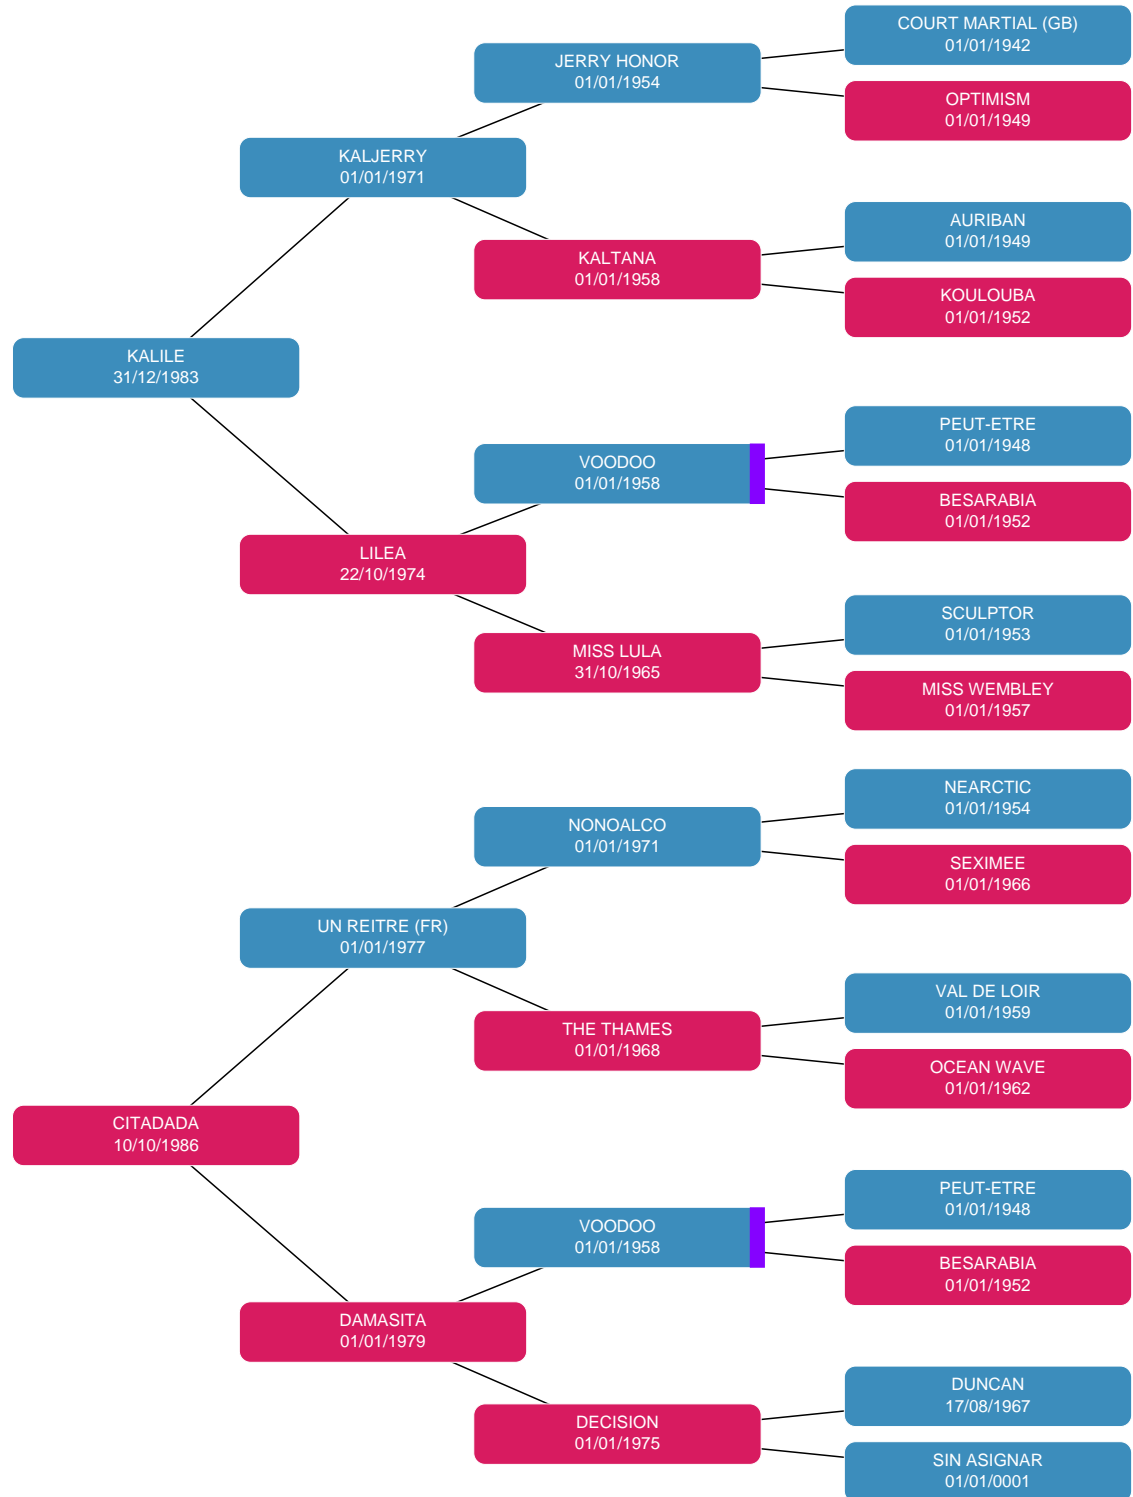 COURT MARTIAL (GB)
01/01/1942
JERRY HONOR
01/01/1954
OPTIMISM
01/01/1949
KALJERRY
01/01/1971
AURIBAN
01/01/1949
KALTANA
01/01/1958
KOULOUBA
01/01/1952
KALILE
31/12/1983
PEUT-ETRE
01/01/1948
VOODOO
01/01/1958
BESARABIA
01/01/1952
LILEA
22/10/1974
SCULPTOR
01/01/1953
MISS LULA
31/10/1965
MISS WEMBLEY
01/01/1957
NEARCTIC
01/01/1954
NONOALCO
01/01/1971
SEXIMEE
01/01/1966
UN REITRE (FR)
01/01/1977
VAL DE LOIR
01/01/1959
THE THAMES
01/01/1968
OCEAN WAVE
01/01/1962
CITADADA
10/10/1986
PEUT-ETRE
01/01/1948
VOODOO
01/01/1958
BESARABIA
01/01/1952
DAMASITA
01/01/1979
DUNCAN
17/08/1967
DECISION
01/01/1975
SIN ASIGNAR
01/01/0001